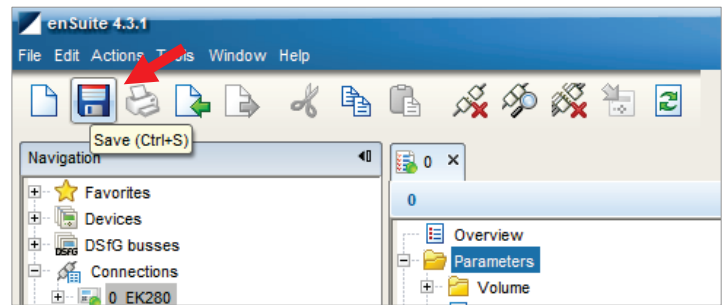 enSuite 4.3.1
File Edit Actions Tools Window Help
Save (Ctrl+S)
Navigation
0
Favorites
0
Devices
Overview
DSfG DSfG busses
Parameters
Connections
Volume
0 EK280